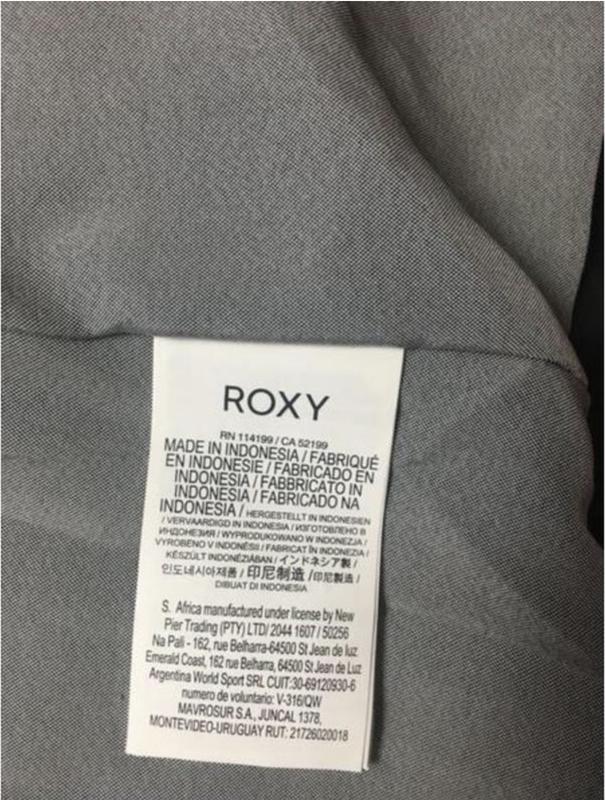 ROXY
RN 114199 / CA 52199
MADE IN INDONESIA / FABRIQUÉ
EN INDONESIE / FABRICADO EN
INDONESIA / FABBRICATO IN
INDONESIA / FABRICADO NA
INDONESIA / HERGESTELLT IN INDONESIEN
/ VERVAARDIGD IN INDONESIA / ИЗГОТОВЛЕНО В
ИНДОНЕЗИЯ / WYPRODUKOWANO W INDONEZJA /
VYROBENO V INDONÉSII / FABRICAT ÎN INDONEZIA /
KÉSZÜLT INDONÉZIÁBAN / インドネシア製 /
인도네시아제품 / 印尼制造 / 印尼製造 /
DIBUAT DI INDONESIA
S. Africa manufactured under license by New
Pier Trading (PTY) LTD/ 2044 1607 / 50256
Na Pali - 162, rue Belharra-64500 St Jean de luz
Emerald Coast, 162 rue Belharra, 64500 St Jean de Luz
Argentina World Sport SRL CUIT:30-69120930-6
numero de voluntario: V-316/QW
MAVROSUR S.A., JUNCAL 1378,
MONTEVIDEO-URUGUAY RUT: 21726020018